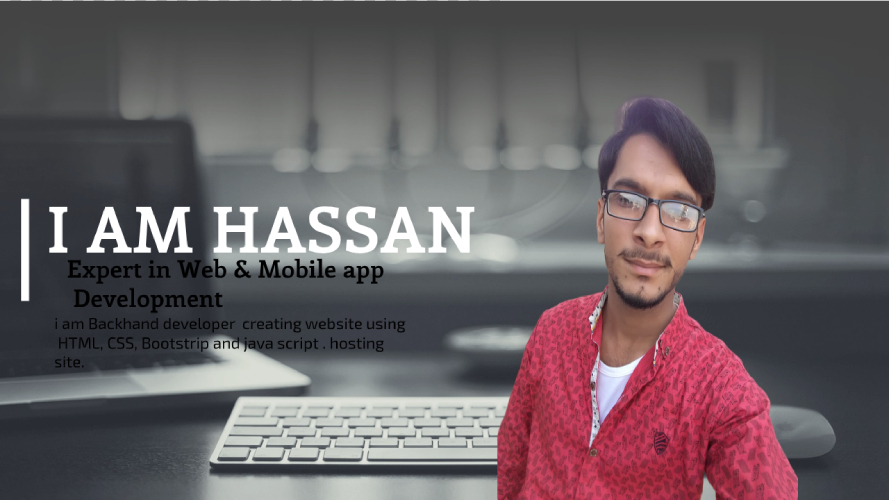 I AM HASSAN
Expert in Web & Mobile app
Development
i am Backhand developer creating website using
HTML, CSS, Bootstrip and java script . hosting
site.